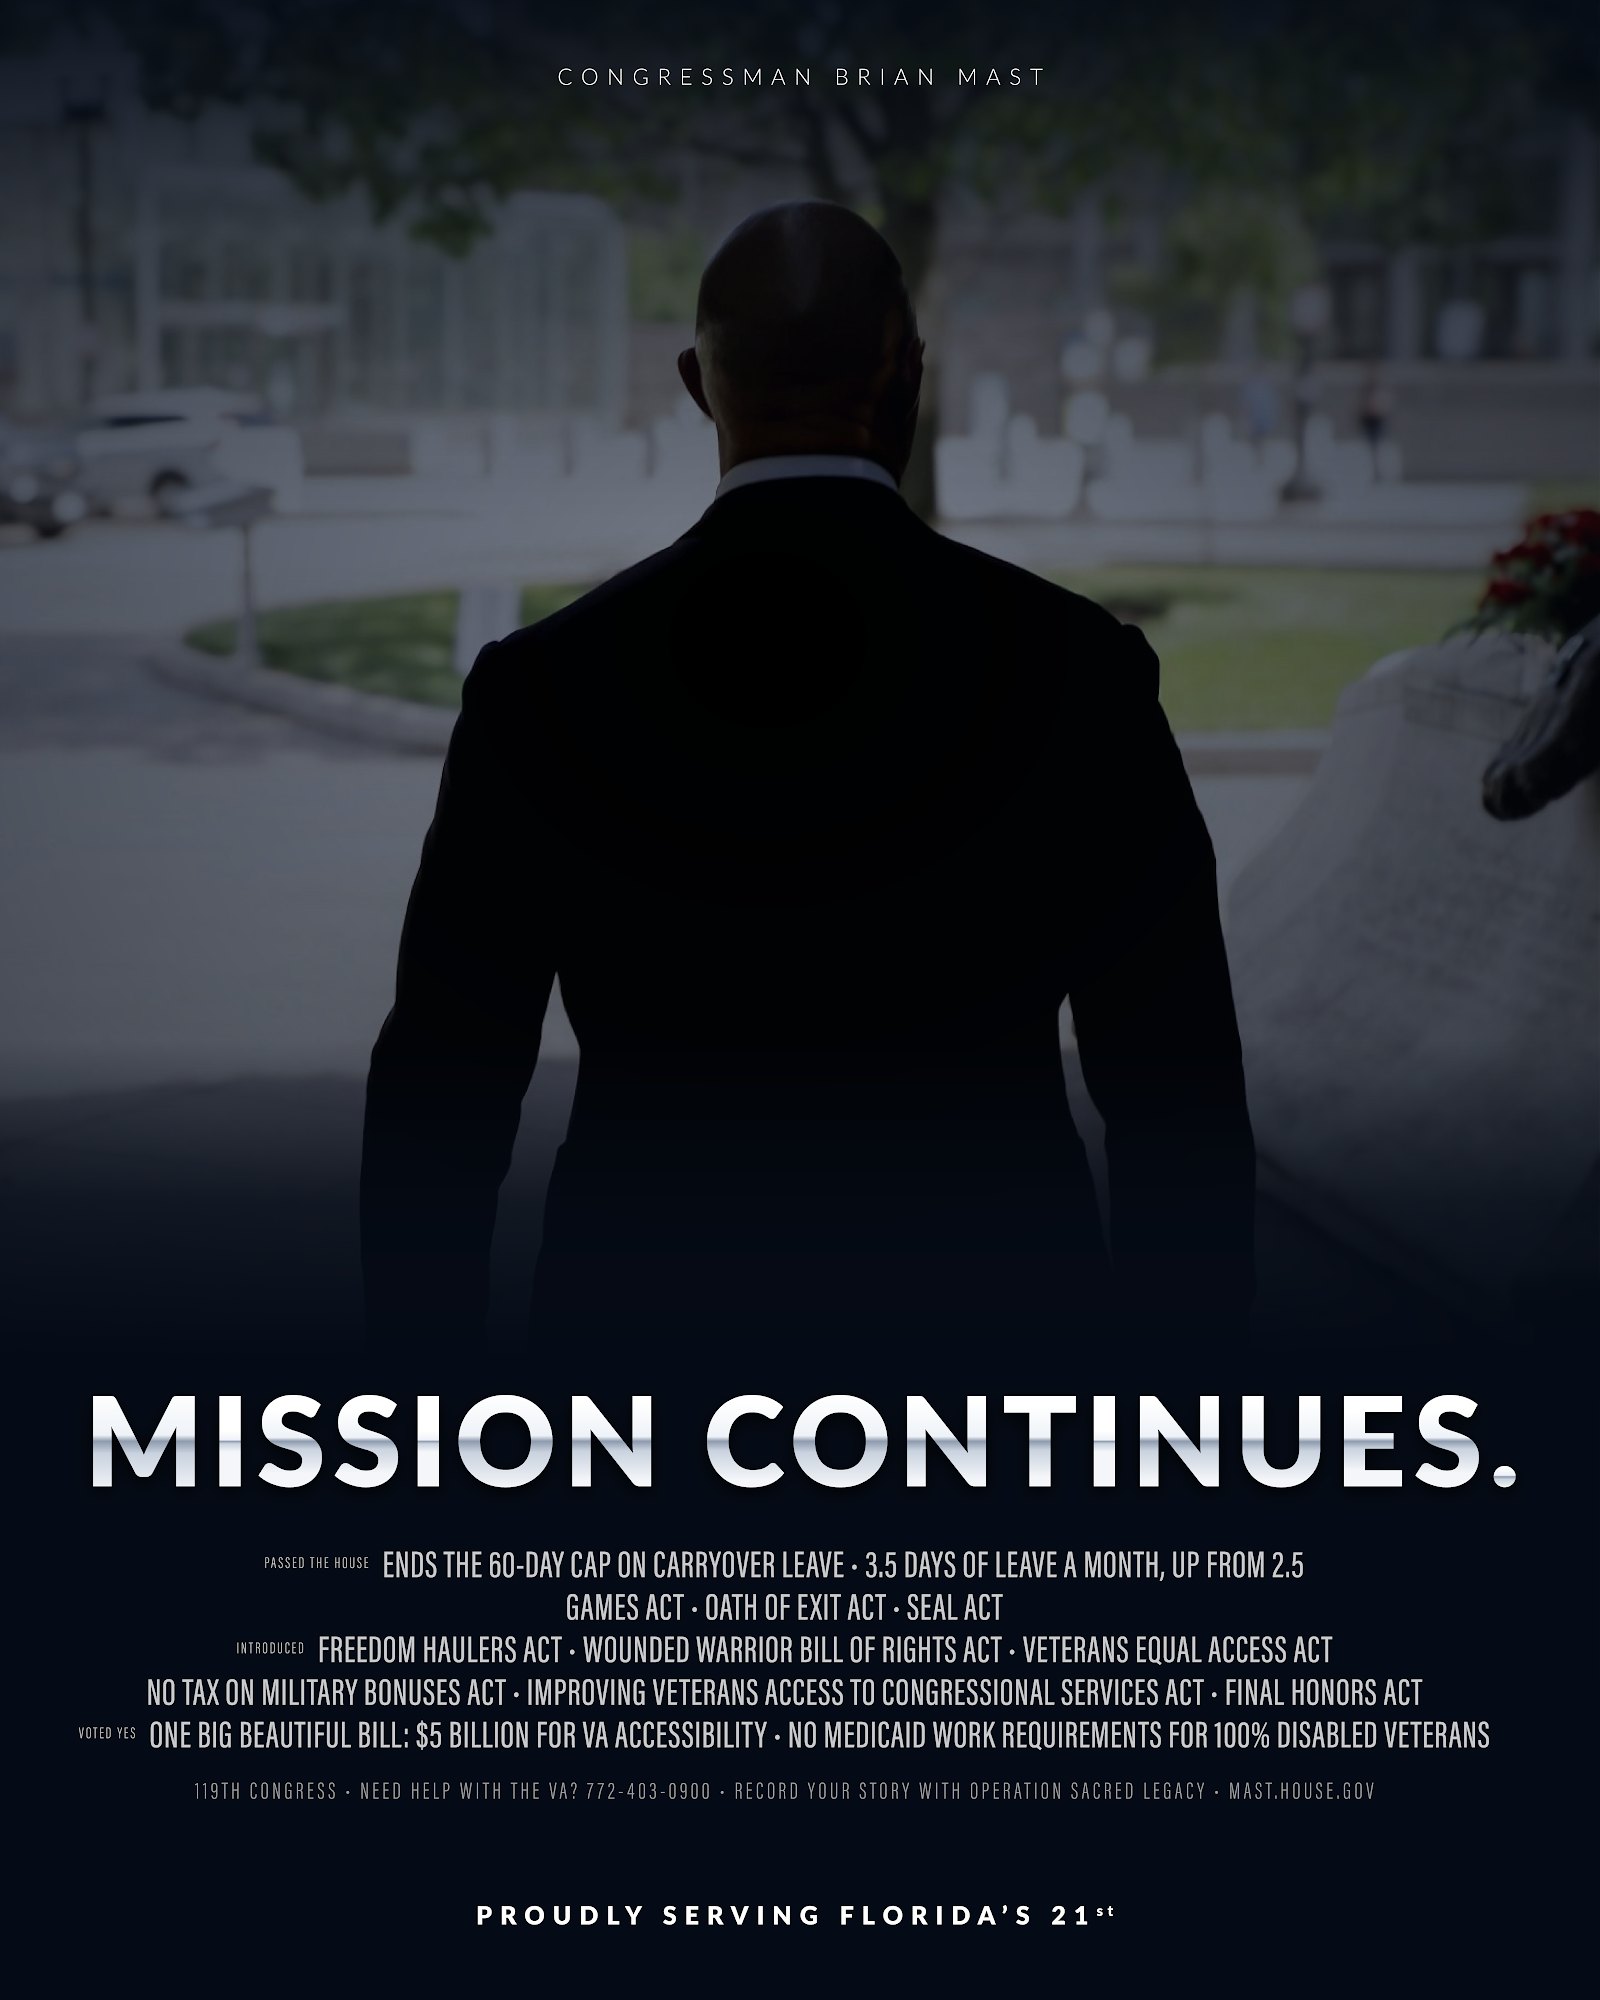 CONGRESSMAN BRIAN MAST
MISSION CONTINUES.
PASSED THE HOUSE ENDS THE 60-DAY CAP ON CARRYOVER LEAVE · 3.5 DAYS OF LEAVE A MONTH, UP FROM 2.5
GAMES ACT · OATH OF EXIT ACT · SEAL ACT
INTRODUCED FREEDOM HAULERS ACT · WOUNDED WARRIOR BILL OF RIGHTS ACT · VETERANS EQUAL ACCESS ACT
NO TAX ON MILITARY BONUSES ACT · IMPROVING VETERANS ACCESS TO CONGRESSIONAL SERVICES ACT · FINAL HONORS ACT
VOTED YES ONE BIG BEAUTIFUL BILL: $5 BILLION FOR VA ACCESSIBILITY · NO MEDICAID WORK REQUIREMENTS FOR 100% DISABLED VETERANS
119TH CONGRESS · NEED HELP WITH THE VA? 772-403-0900 · RECORD YOUR STORY WITH OPERATION SACRED LEGACY · MAST.HOUSE.GOV
PROUDLY SERVING FLORIDA’S 21st